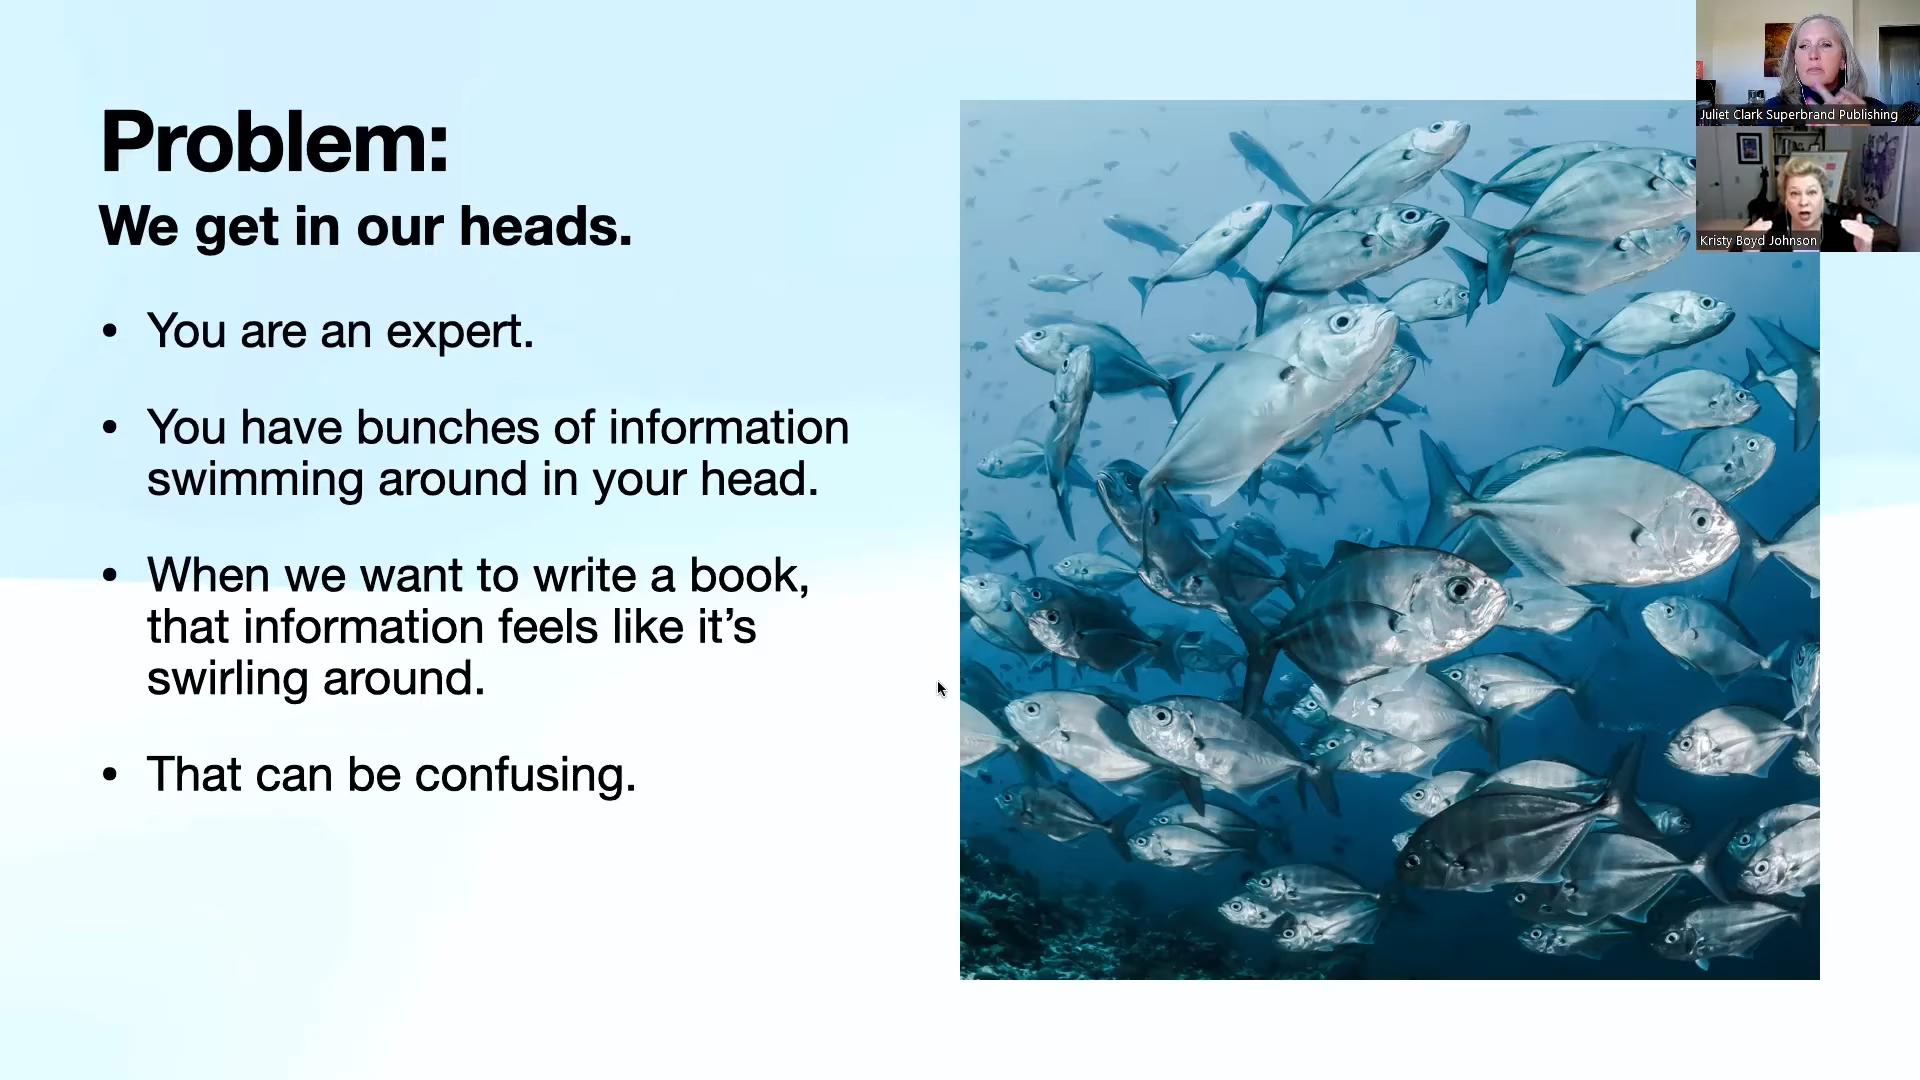 Problem:
We get in our heads.
• You are an expert.
• You have bunches of information
swimming around in your head.
• When we want to write a book,
that information feels like it’s
swirling around.
• That can be confusing.
Juliet Clark Superbrand Publishing
Kristy Boyd Johnson